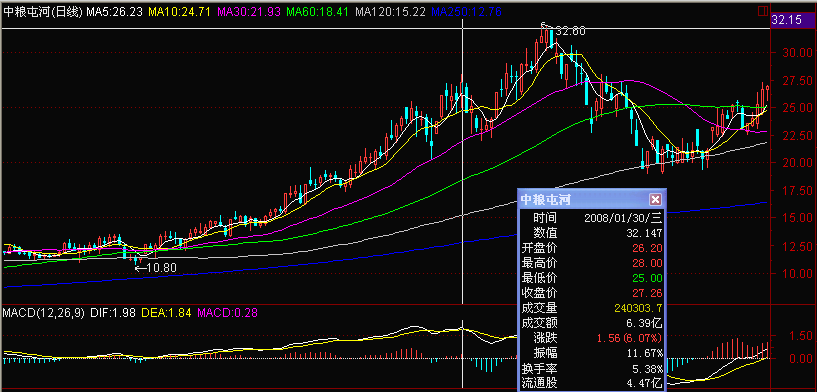 中粮屯河(日线) MA5:26.23 MA10:24.71 MA30:21.93 MA60:18.41 MA120:15.22 MA250:12.78
32.15
32.60
30.00
27.50
25.00
22.50
20.00
17.50
15.00
12.50
10.80
10.00
中粮屯河
时间 2008/01/30/三
数值 32.147
开盘价 26.20
最高价 28.00
最低价 25.00
收盘价 27.26
成交量 240303.7
成交额 6.39亿
涨跌 1.56(6.07%)
振幅 11.67%
换手率 5.38%
流通股 4.47亿
MACD(12,26,9) DIF:1.98 DEA:1.84 MACD:0.28
1.50
0.00